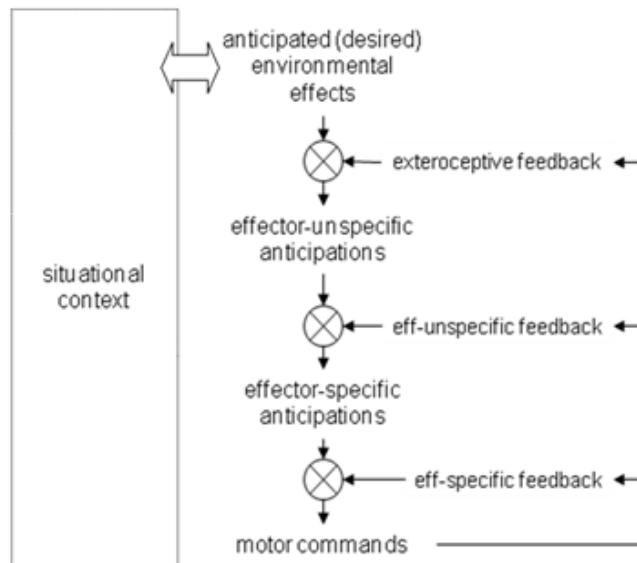 anticipated (desired)
environmental
effects
exteroceptive feedback
effector-unspecific
anticipations
situational
context
eff-unspecific feedback
effector-specific
anticipations
eff-specific feedback
motor commands